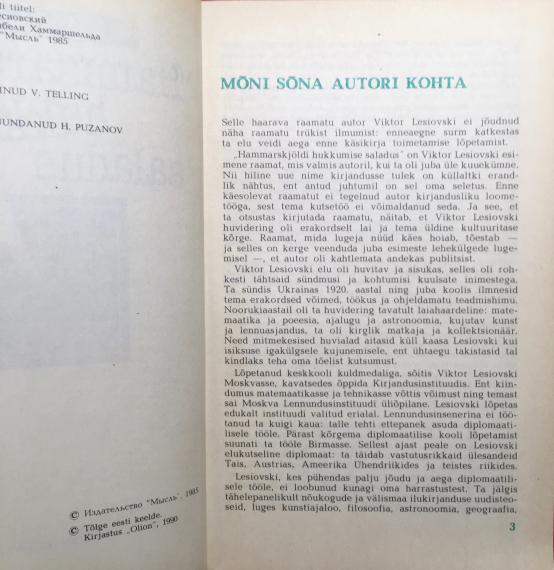 li tiitel:
есиовский
ибели Хаммаршельда
"Мысль" 1985
INUD V. TELLING
UNDANUD H. PUZANOV
© Издательство "Мысль", 1985
© Tõlge eesti keelde.
Kirjastus „Olion", 1990
MÕNI SÕNA AUTORI KOHTA
Selle haarava raamatu autor Viktor Lesiovski ei jõudnud
näha raamatu trükist ilmumist: enneaegne surm katkestas
ta elu veidi aega enne käsikirja toimetamise lõpetamist.
„Hammarskjöldi hukkumise saladus" on Viktor Lesiovski esi-
mene raamat, mis valmis autoril, kui ta oli juba üle kuuekümne.
Nii hiline uue nime kirjandusse tulek on küllaltki erand-
lik nähtus, ent antud juhtumil on sel oma seletus. Enne
käesolevat raamatut ei tegelnud autor kirjandusliku loome-
tööga, sest tema kutsetöö ei võimaldanud seda. Ja see, et
ta otsustas kirjutada raamatu, näitab, et Viktor Lesiovski
huvidering oli erakordselt lai ja tema üldine kultuuritase
kõrge. Raamat, mida lugeja nüüd käes hoiab, tõestab —
ja selles on kerge veenduda juba esimeste lehekülgede luge-
misel —, et autor oli kahtlemata andekas publitsist.
Viktor Lesiovski elu oli huvitav ja sisukas, selles oli roh-
kesti tähtsaid sündmusi ja kohtumisi kuulsate inimestega.
Ta sündis Ukrainas 1920. aastal ning juba koolis ilmnesid
tema erakordsed võimed, töökus ja ohjeldamatu teadmishimu.
Noorukiaastail oli ta huvidering tavatult laiahaardeline: mate-
maatika ja poeesia, ajalugu ja astronoomia, kujutav kunst
ja lennuasjandus, ta oli kirglik matkaja ja kollektsionäär.
Need mitmekesised huvialad aitasid küll kaasa Lesiovski kui
isiksuse igakülgsele kujunemisele, ent ühtaegu takistasid tal
kindlaks teha oma tõelist kutsumust.
Lõpetanud keskkooli kuldmedaliga, sõitis Viktor Lesiovski
Moskvasse, kavatsedes õppida Kirjandusinstituudis. Ent kiin-
dumus matemaatikasse ja tehnikasse võttis võimust ning temast
sai Moskva Lennundusinstituudi üliõpilane. Lesiovski lõpetas
edukalt instituudi valitud erialal. Lennundusinsenerina ei töö-
tanud ta kuigi kaua: talle tehti ettepanek asuda diplomaati-
lisele tööle. Pärast kõrgema diplomaatilise kooli lõpetamist
suunati ta tööle Birmasse. Sellest ajast peale on Lesiovski
elukutseline diplomaat: ta täidab vastutusrikkaid ülesandeid
Tais, Austrias, Ameerika Ühendriikides ja teistes riikides.
Lesiovski, kes pühendas palju jõudu ja aega diplomaatili-
sele tööle, ei loobunud kunagi oma harrastustest. Ta jälgis
tähelepanelikult nõukogude ja välismaa ilukirjanduse uudisteo-
seid, luges kunstiajaloo, filosoofia, astronoomia, geograafia,
3